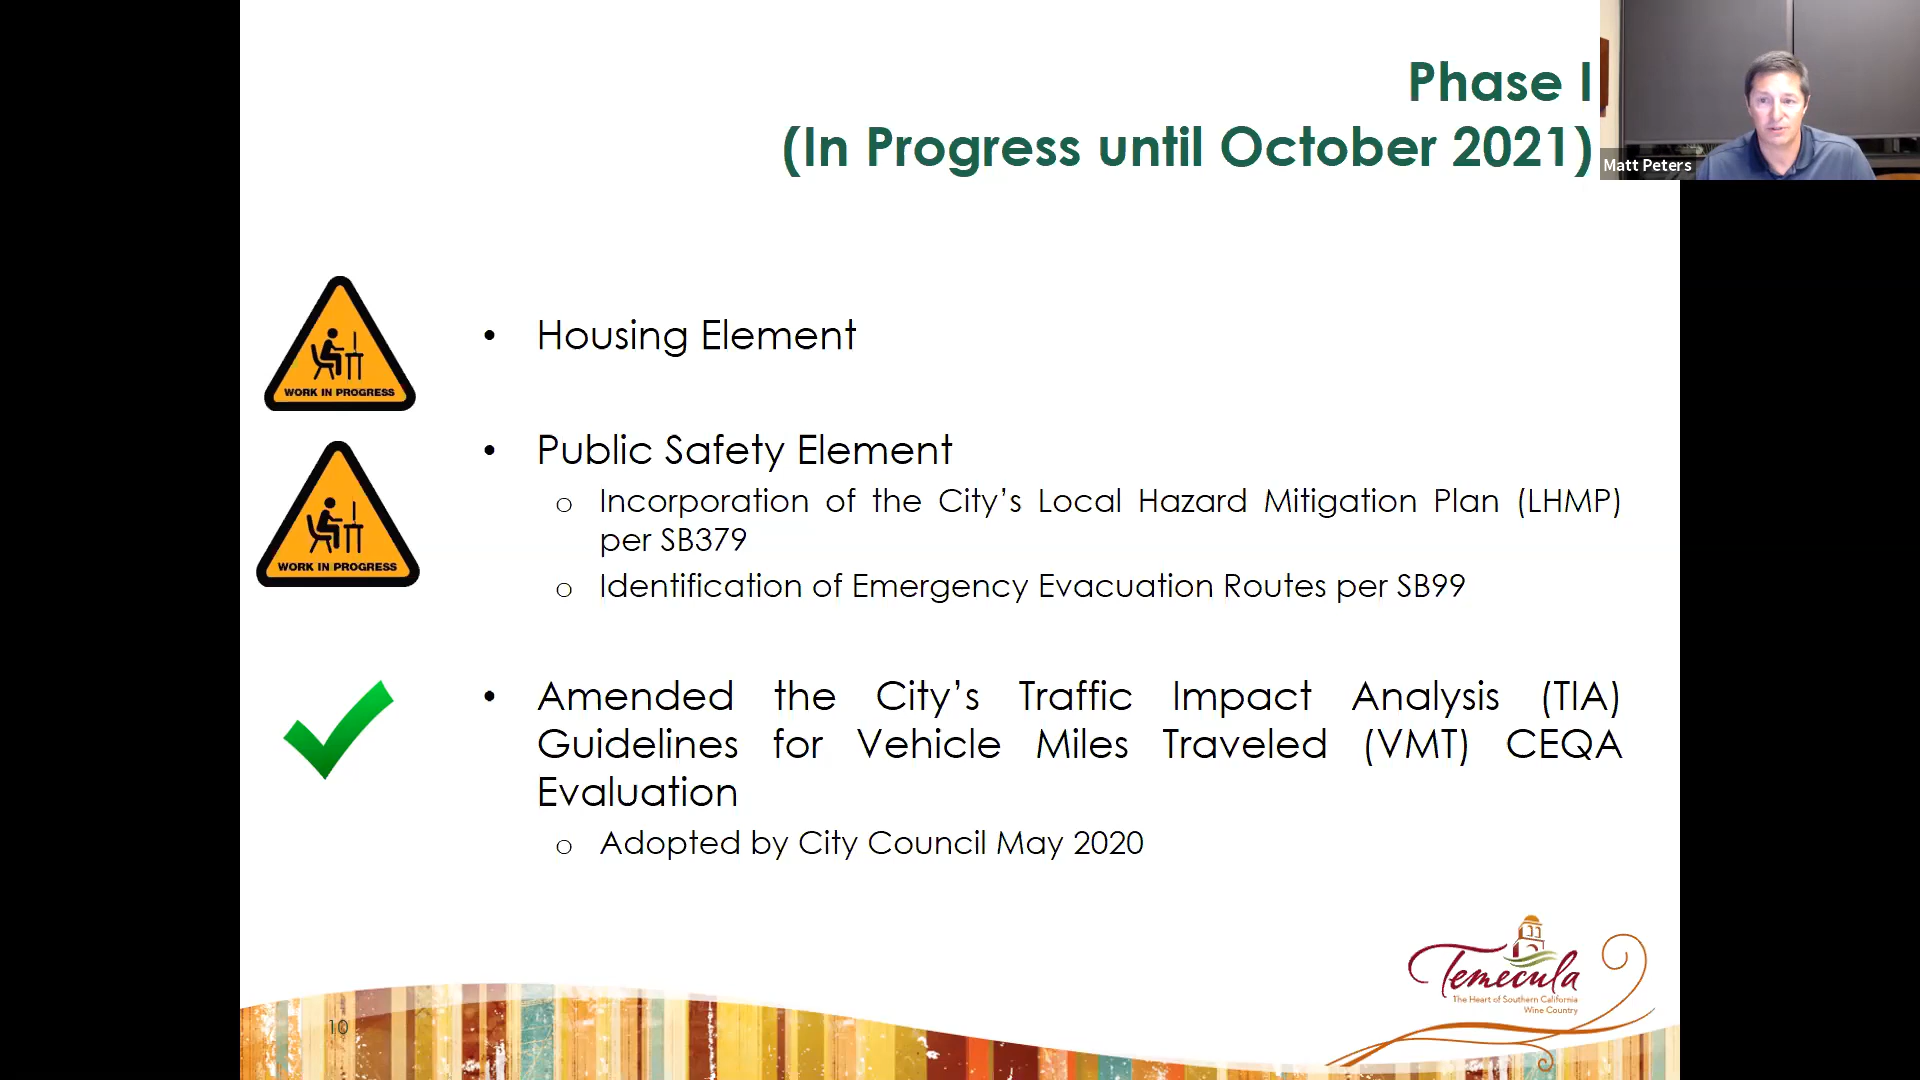 Phase I
(In Progress until October 2021)
Matt Peters
WORK IN PROGRESS
• Housing Element
WORK IN PROGRESS
• Public Safety Element
o Incorporation of the City's Local Hazard Mitigation Plan (LHMP)
per SB379
o Identification of Emergency Evacuation Routes per SB99
• Amended the City's Traffic Impact Analysis (TIA)
Guidelines for Vehicle Miles Traveled (VMT) CEQA
Evaluation
o Adopted by City Council May 2020
Temecula
The Heart of Southern California
Wine Country
10